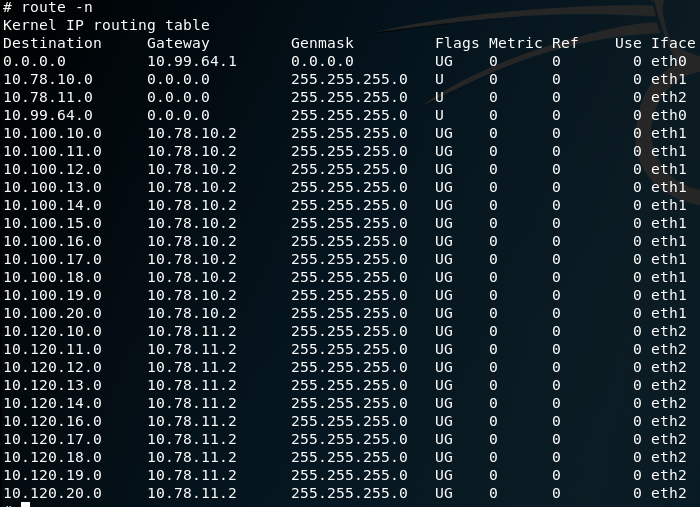 # route -n
Kernel IP routing table
Destination     Gateway         Genmask         Flags Metric Ref    Use Iface
0.0.0.0         10.99.64.1      0.0.0.0         UG    0      0        0 eth0
10.78.10.0      0.0.0.0         255.255.255.0   U     0      0        0 eth1
10.78.11.0      0.0.0.0         255.255.255.0   U     0      0        0 eth2
10.99.64.0      0.0.0.0         255.255.255.0   U     0      0        0 eth0
10.100.10.0     10.78.10.2      255.255.255.0   UG    0      0        0 eth1
10.100.11.0     10.78.10.2      255.255.255.0   UG    0      0        0 eth1
10.100.12.0     10.78.10.2      255.255.255.0   UG    0      0        0 eth1
10.100.13.0     10.78.10.2      255.255.255.0   UG    0      0        0 eth1
10.100.14.0     10.78.10.2      255.255.255.0   UG    0      0        0 eth1
10.100.15.0     10.78.10.2      255.255.255.0   UG    0      0        0 eth1
10.100.16.0     10.78.10.2      255.255.255.0   UG    0      0        0 eth1
10.100.17.0     10.78.10.2      255.255.255.0   UG    0      0        0 eth1
10.100.18.0     10.78.10.2      255.255.255.0   UG    0      0        0 eth1
10.100.19.0     10.78.10.2      255.255.255.0   UG    0      0        0 eth1
10.100.20.0     10.78.10.2      255.255.255.0   UG    0      0        0 eth1
10.120.10.0     10.78.11.2      255.255.255.0   UG    0      0        0 eth2
10.120.11.0     10.78.11.2      255.255.255.0   UG    0      0        0 eth2
10.120.12.0     10.78.11.2      255.255.255.0   UG    0      0        0 eth2
10.120.13.0     10.78.11.2      255.255.255.0   UG    0      0        0 eth2
10.120.14.0     10.78.11.2      255.255.255.0   UG    0      0        0 eth2
10.120.16.0     10.78.11.2      255.255.255.0   UG    0      0        0 eth2
10.120.17.0     10.78.11.2      255.255.255.0   UG    0      0        0 eth2
10.120.18.0     10.78.11.2      255.255.255.0   UG    0      0        0 eth2
10.120.19.0     10.78.11.2      255.255.255.0   UG    0      0        0 eth2
10.120.20.0     10.78.11.2      255.255.255.0   UG    0      0        0 eth2